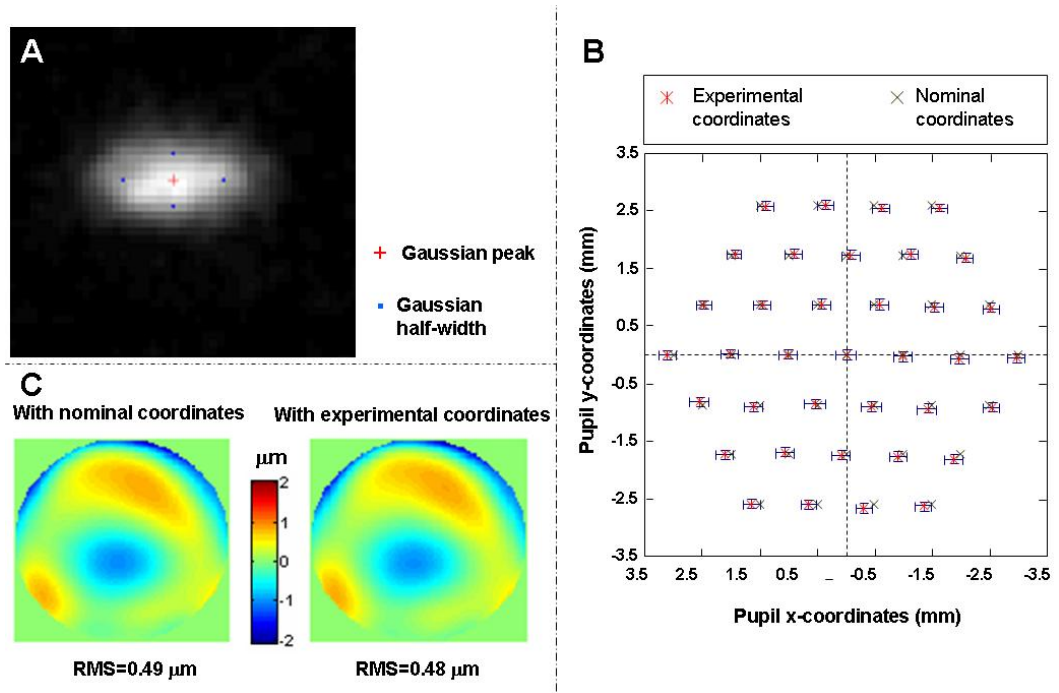 A
+ Gaussian peak
Gaussian
half-width
B
Experimental
coordinates
Nominal
coordinates
3.5
2.5
1.5
0.5
-0.5
-1.5
-2.5
-3.5
Pupil y-coordinates (mm)
3.5 2.5 1.5 0.5 _ -0.5 -1.5 -2.5 -3.5
Pupil x-coordinates (mm)
C
With nominal coordinates
With experimental coordinates
µm
2
1
0
-1
-2
RMS=0.49 µm
RMS=0.48 µm